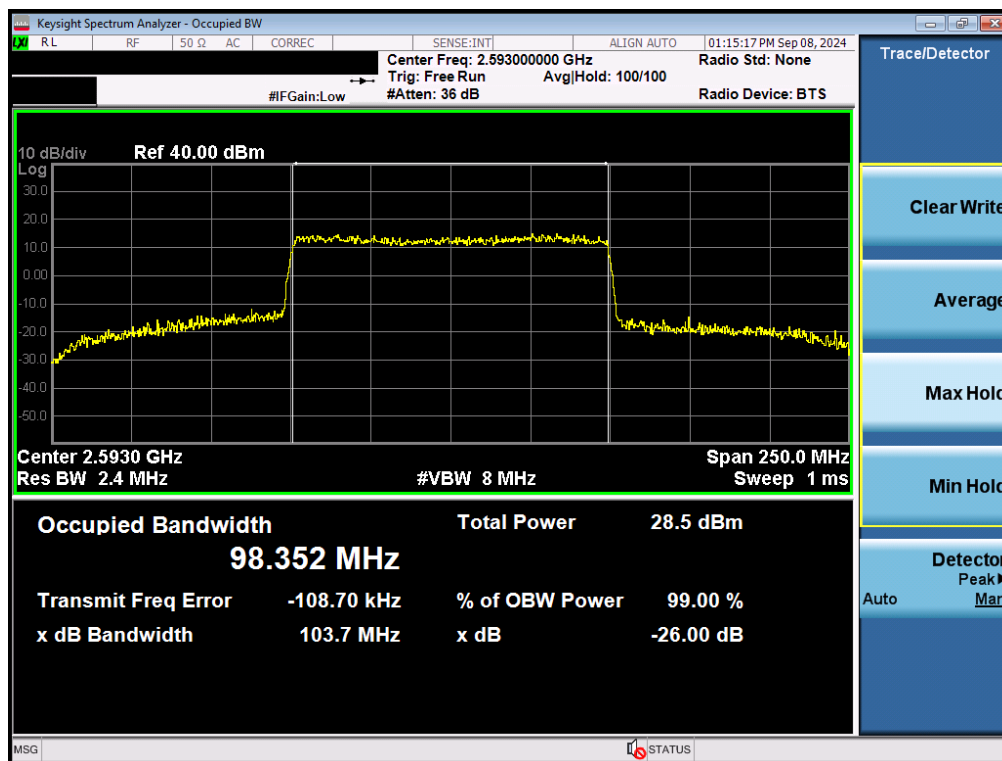 Keysight Spectrum Analyzer - Occupied BW
LXI RL RF 50 Ω AC CORREC SENSE:INT ALIGN AUTO 01:15:17 PM Sep 08, 2024
Center Freq: 2.593000000 GHz Radio Std: None
Trig: Free Run Avg|Hold: 100/100
#IFGain:Low #Atten: 36 dB Radio Device: BTS
Trace/Detector
10 dB/div Ref 40.00 dBm
Log
30.0
20.0
10.0
0.00
-10.0
-20.0
-30.0
-40.0
-50.0
Center 2.5930 GHz Span 250.0 MHz
Res BW 2.4 MHz #VBW 8 MHz Sweep 1 ms
Occupied Bandwidth Total Power 28.5 dBm
98.352 MHz
Transmit Freq Error -108.70 kHz % of OBW Power 99.00 %
x dB Bandwidth 103.7 MHz x dB -26.00 dB
Clear Write
Average
Max Hold
Min Hold
Detector
Peak
Auto Man
MSG STATUS